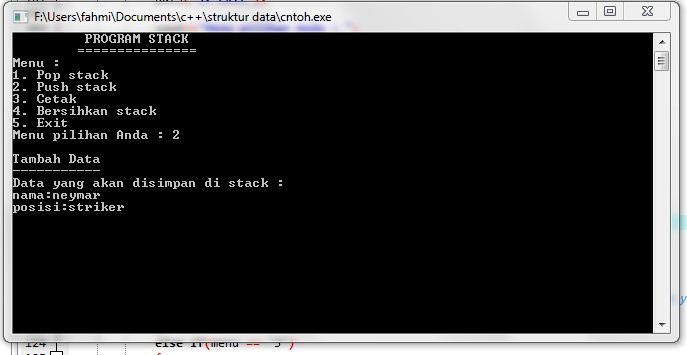 F:\Users\fahmi\Documents\c++\struktur data\cntoh.exe
PROGRAM STACK
===============
Menu :
1. Pop stack
2. Push stack
3. Cetak
4. Bersihkan stack
5. Exit
Menu pilihan Anda : 2
Tambah Data
-----------
Data yang akan disimpan di stack :
nama:neymar
posisi:striker
y
124
else if(menu == '5')